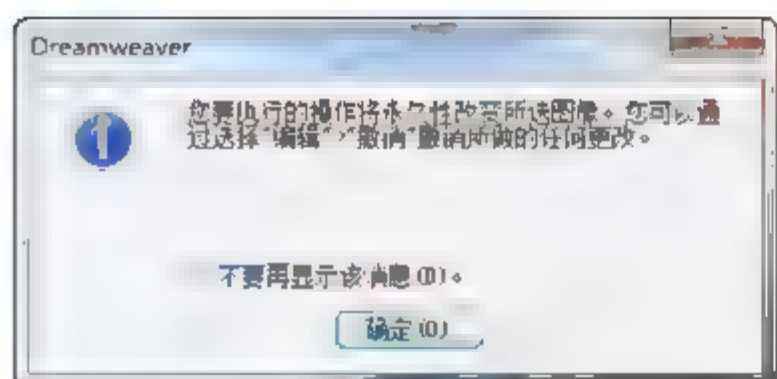 Dreamweaver
您要执行的操作将永久性改变所选图像。您可以通
过选择“编辑”>“撤消”撤消所做的任何更改。
不要再显示该消息(D)。
确定(O)